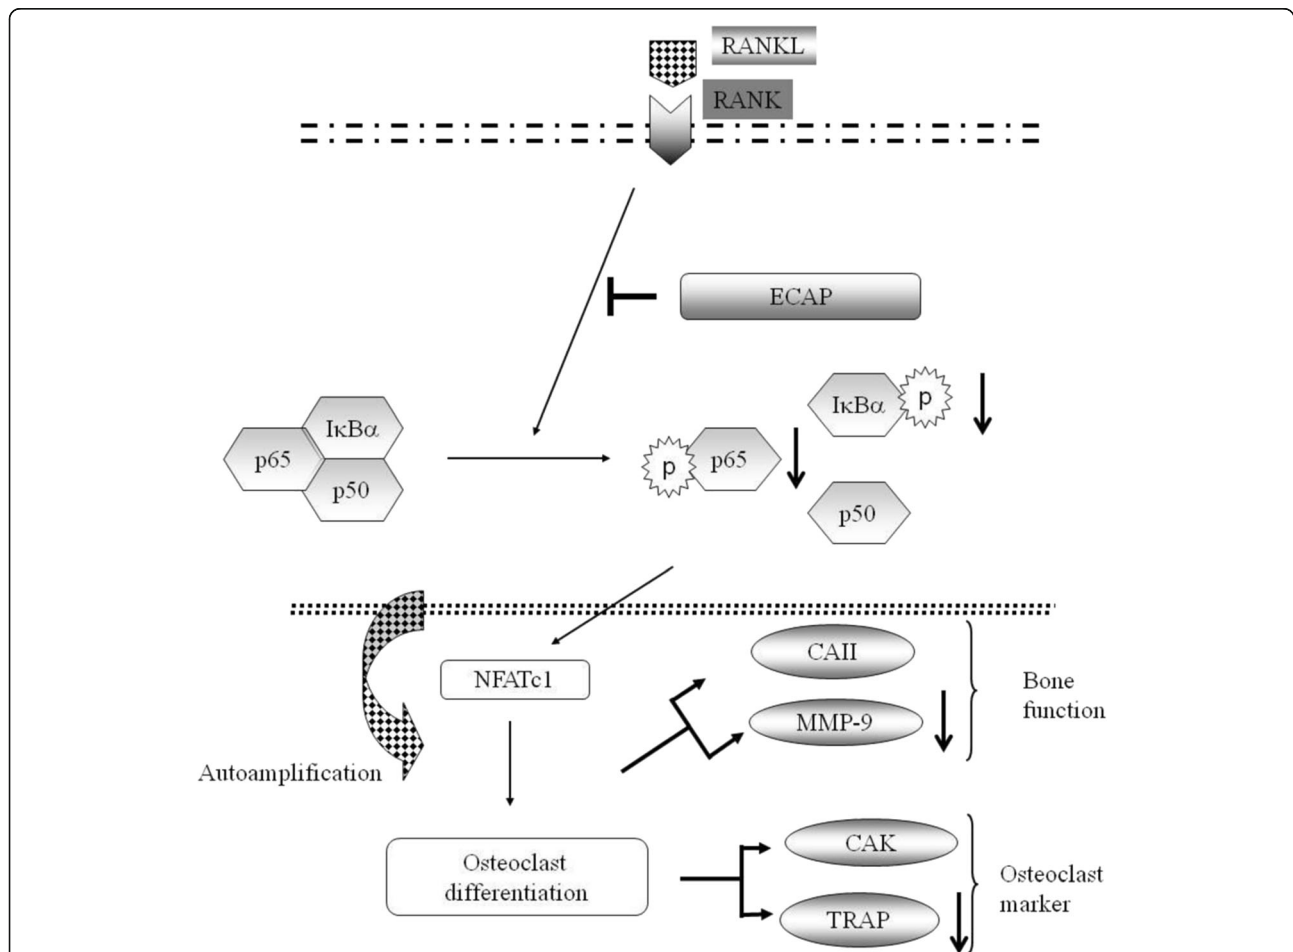 RANKL
RANK
ECAP
IκBα
p
IκBα
p65
p50
p
p65
p50
NFATc1
CAII
MMP-9
Bone
function
Autoamplification
Osteoclast
differentiation
CAK
TRAP
Osteoclast
marker